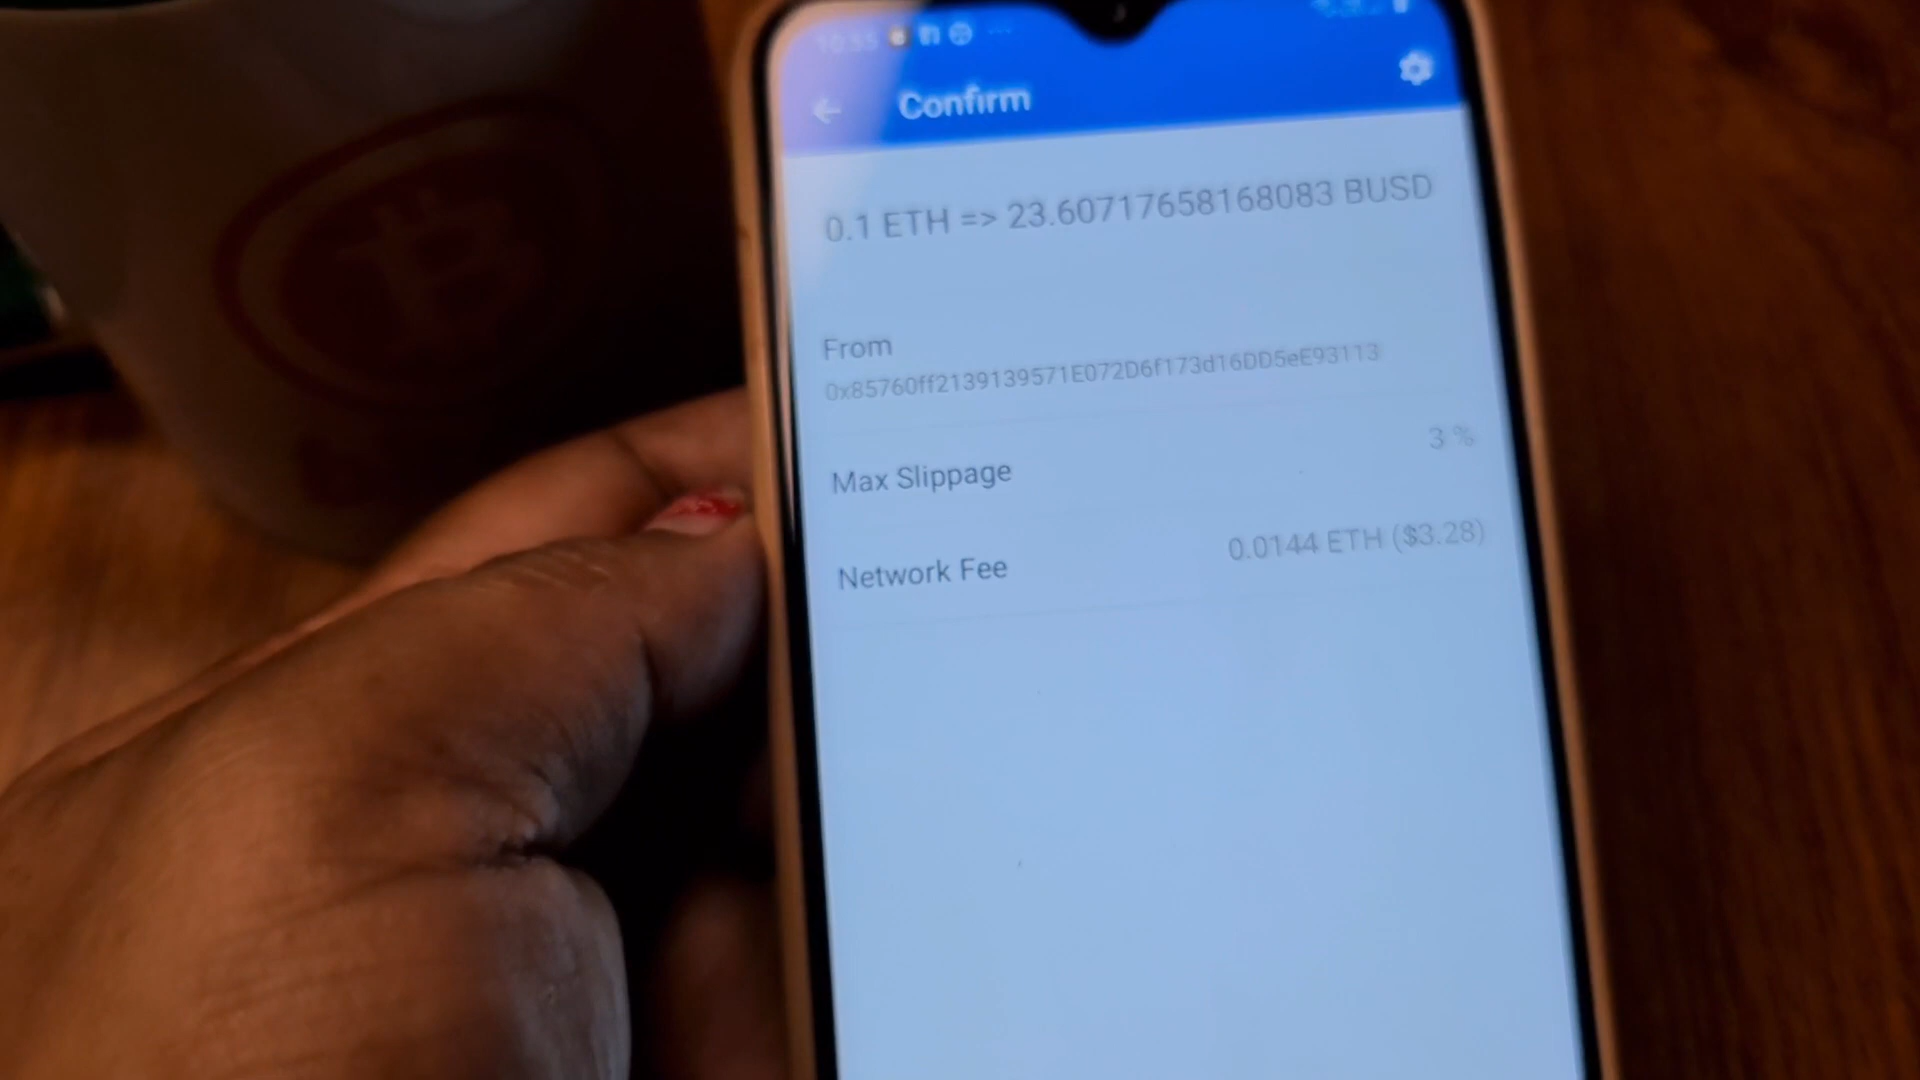 Confirm
0.1 ETH => 23.60717658168083 BUSD
From
0x85760ff2139139571E072D6f173d16DD5eE93113
3 %
Max Slippage
0.0144 ETH ($3.28)
Network Fee